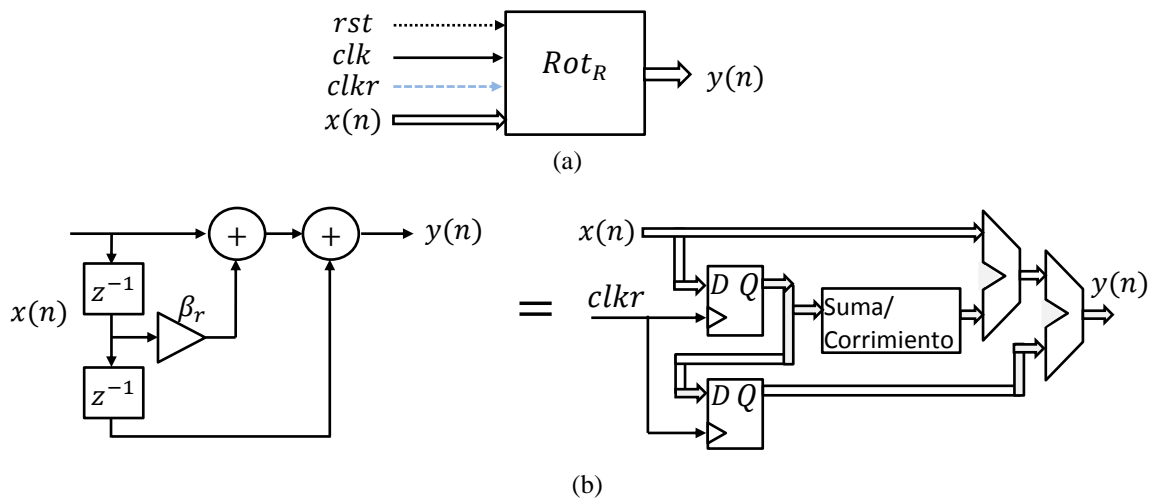 rst
clk
clkr
x(n)
Rot_R
y(n)
(a)
+
+
y(n)
z⁻¹
x(n)
β_r
z⁻¹
=
x(n)
clkr
D Q
Suma/
Corrimiento
y(n)
D Q
(b)